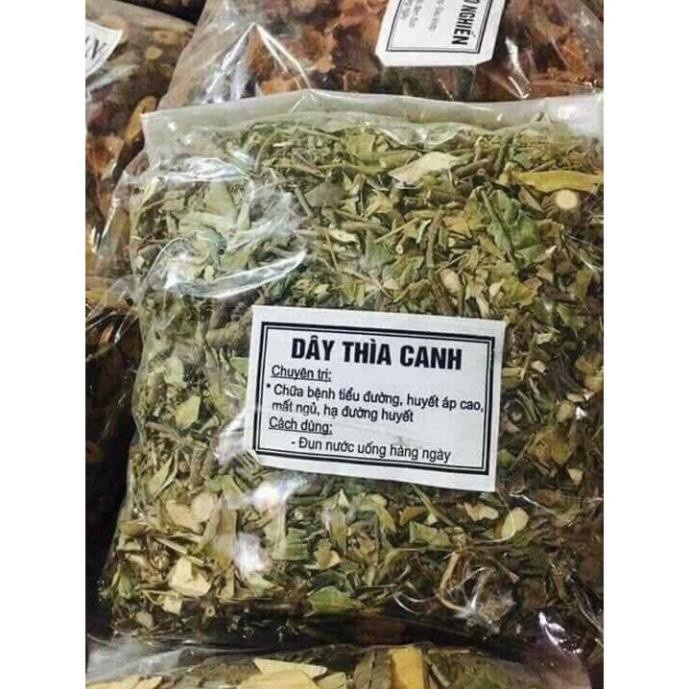 NGHIẾN
DÂY THÌA CANH
Chuyên trị:
* Chữa bệnh tiểu đường, huyết áp cao,
mất ngủ, hạ đường huyết
Cách dùng:
- Đun nước uống hàng ngày